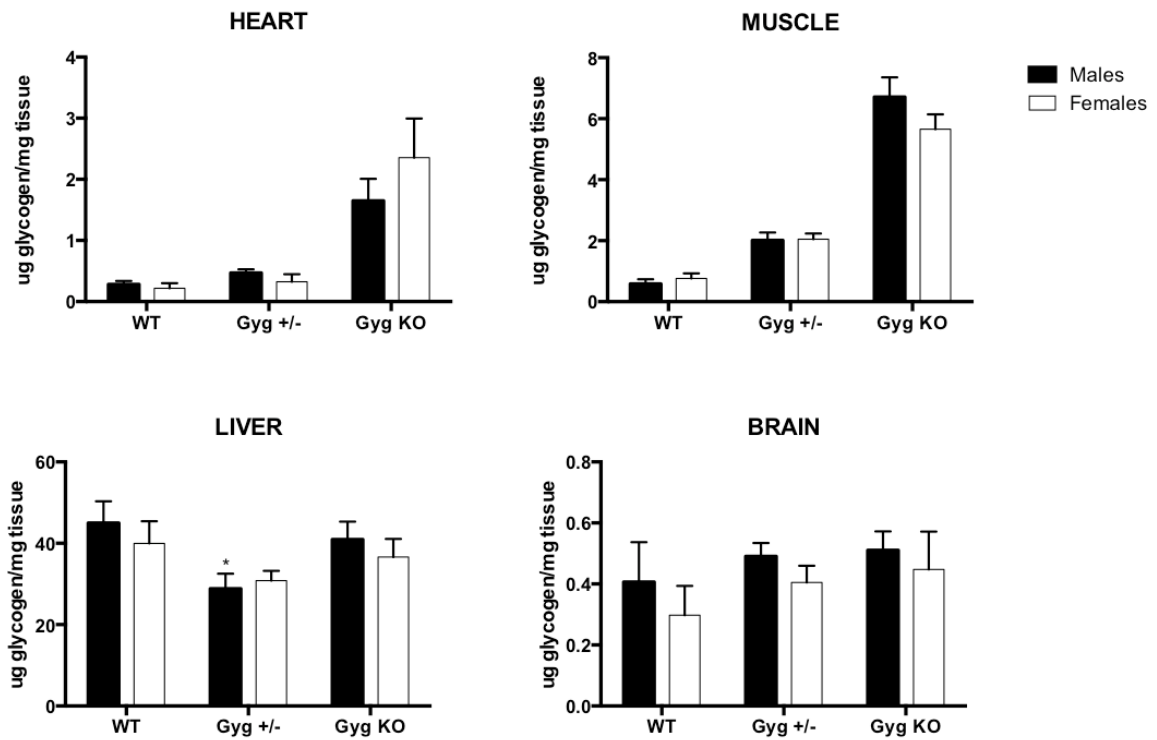 HEART
ug glycogen/mg tissue
4
3
2
1
0
WT
Gyg +/-
Gyg KO
MUSCLE
ug glycogen/mg tissue
8
6
4
2
0
WT
Gyg +/-
Gyg KO
Males
Females
LIVER
ug glycogen/mg tissue
60
40
20
0
*
WT
Gyg +/-
Gyg KO
BRAIN
ug glycogen/mg tissue
0.8
0.6
0.4
0.2
0.0
WT
Gyg +/-
Gyg KO